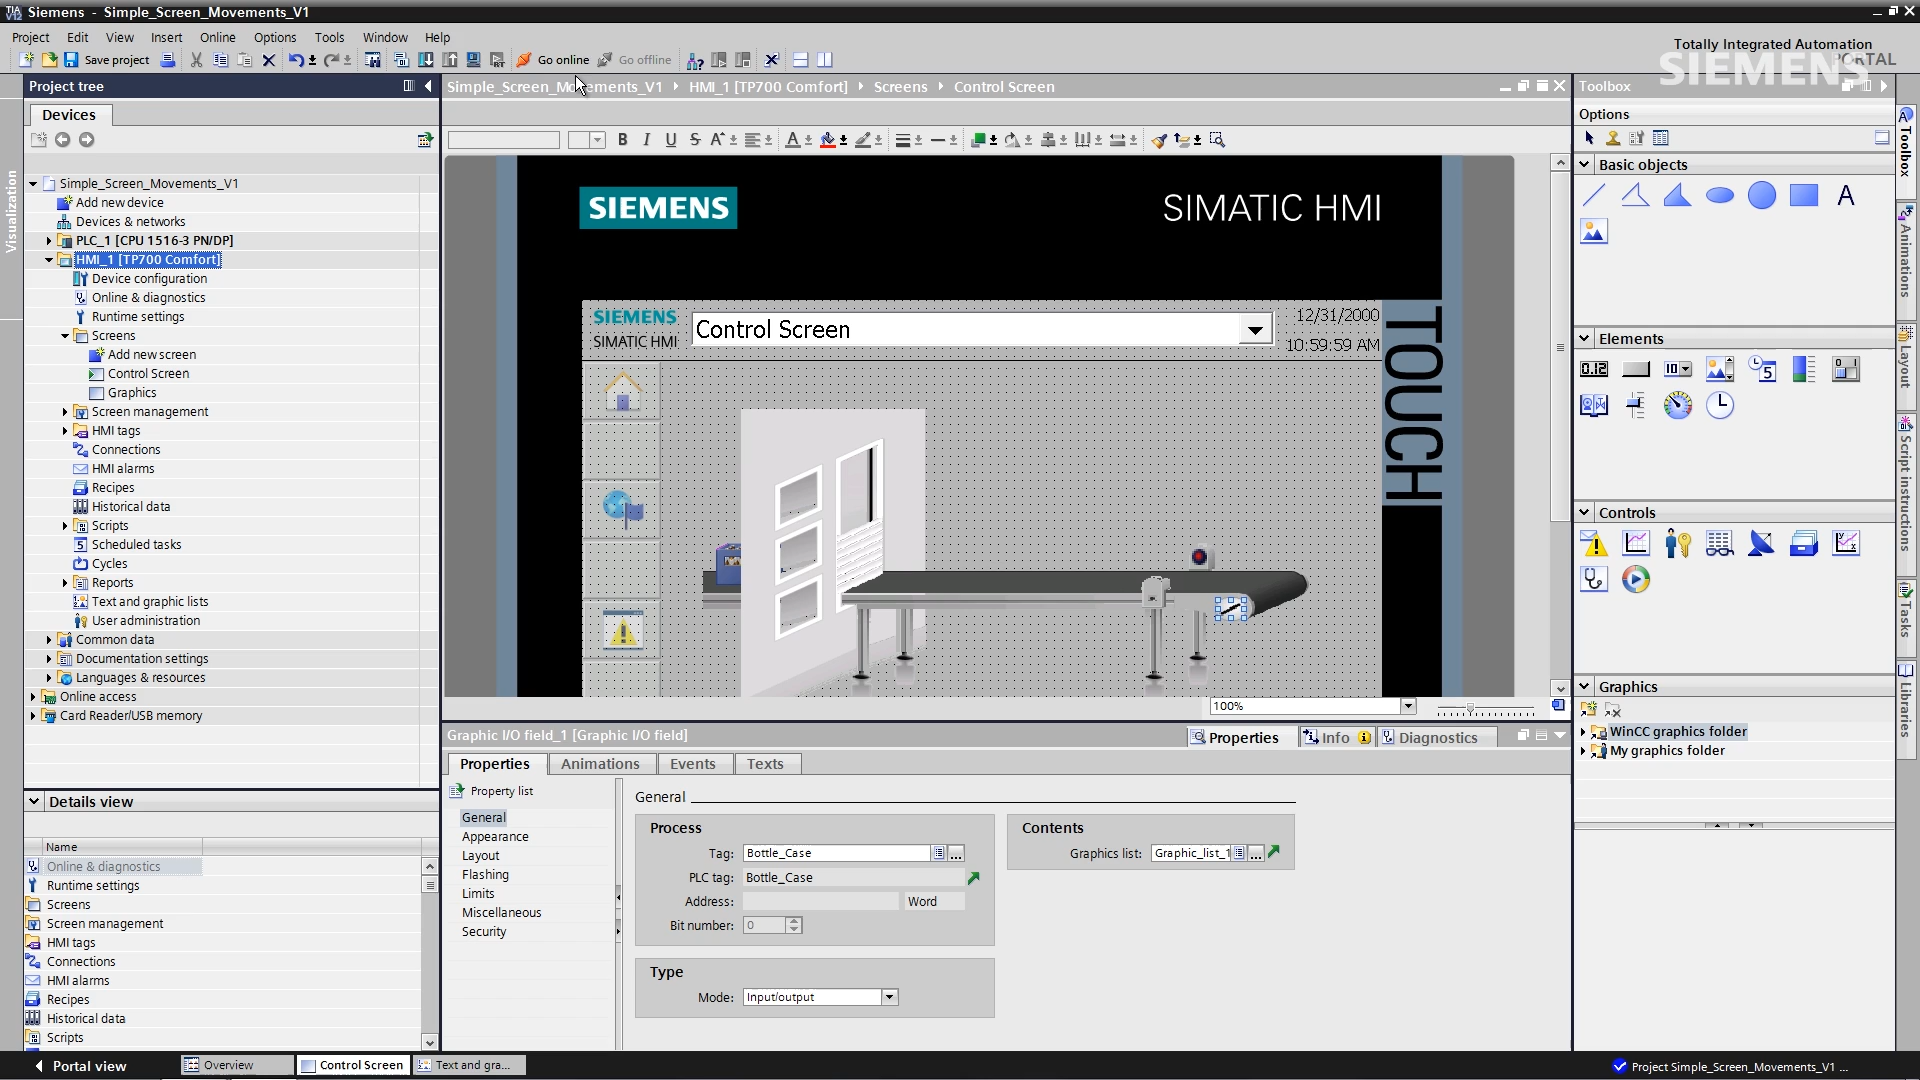 Siemens - Simple_Screen_Movements_V1
Project Edit View Insert Online Options Tools Window Help
Totally Integrated Automation
PORTAL
SIEMENS
Save project Go online Go offline
Project tree
Simple_Screen_Movements_V1 HMI_1 [TP700 Comfort] Screens Control Screen
Toolbox
Devices
Options
Visualization
Simple_Screen_Movements_V1
Add new device
Devices & networks
PLC_1 [CPU 1516-3 PN/DP]
HMI_1 [TP700 Comfort]
Device configuration
Online & diagnostics
Runtime settings
Screens
Add new screen
Control Screen
Graphics
Screen management
HMI tags
Connections
HMI alarms
Recipes
Historical data
Scripts
Scheduled tasks
Cycles
Reports
Text and graphic lists
User administration
Common data
Documentation settings
Languages & resources
Online access
Card Reader/USB memory
Details view
Name
Online & diagnostics
Runtime settings
Screens
Screen management
HMI tags
Connections
HMI alarms
Recipes
Historical data
Scripts
SIEMENS
SIMATIC HMI
SIEMENS
SIMATIC HMI
Control Screen
12/31/2000
10:59:59 AM
TOUCH
100%
Graphic I/O field_1 [Graphic I/O field]
Properties Info Diagnostics
Properties Animations Events Texts
Property list
General
Appearance
Layout
Flashing
Limits
Miscellaneous
Security
General
Process
Tag: Bottle_Case
PLC tag: Bottle_Case
Address: Word
Bit number: 0
Type
Mode: Input/output
Contents
Graphics list: Graphic_list_1
Basic objects
Elements
Controls
Graphics
WinCC graphics folder
My graphics folder
Toolbox
Animations
Layout
Script instructions
Tasks
Libraries
Portal view Overview Control Screen Text and gra...
Project Simple_Screen_Movements_V1 ...